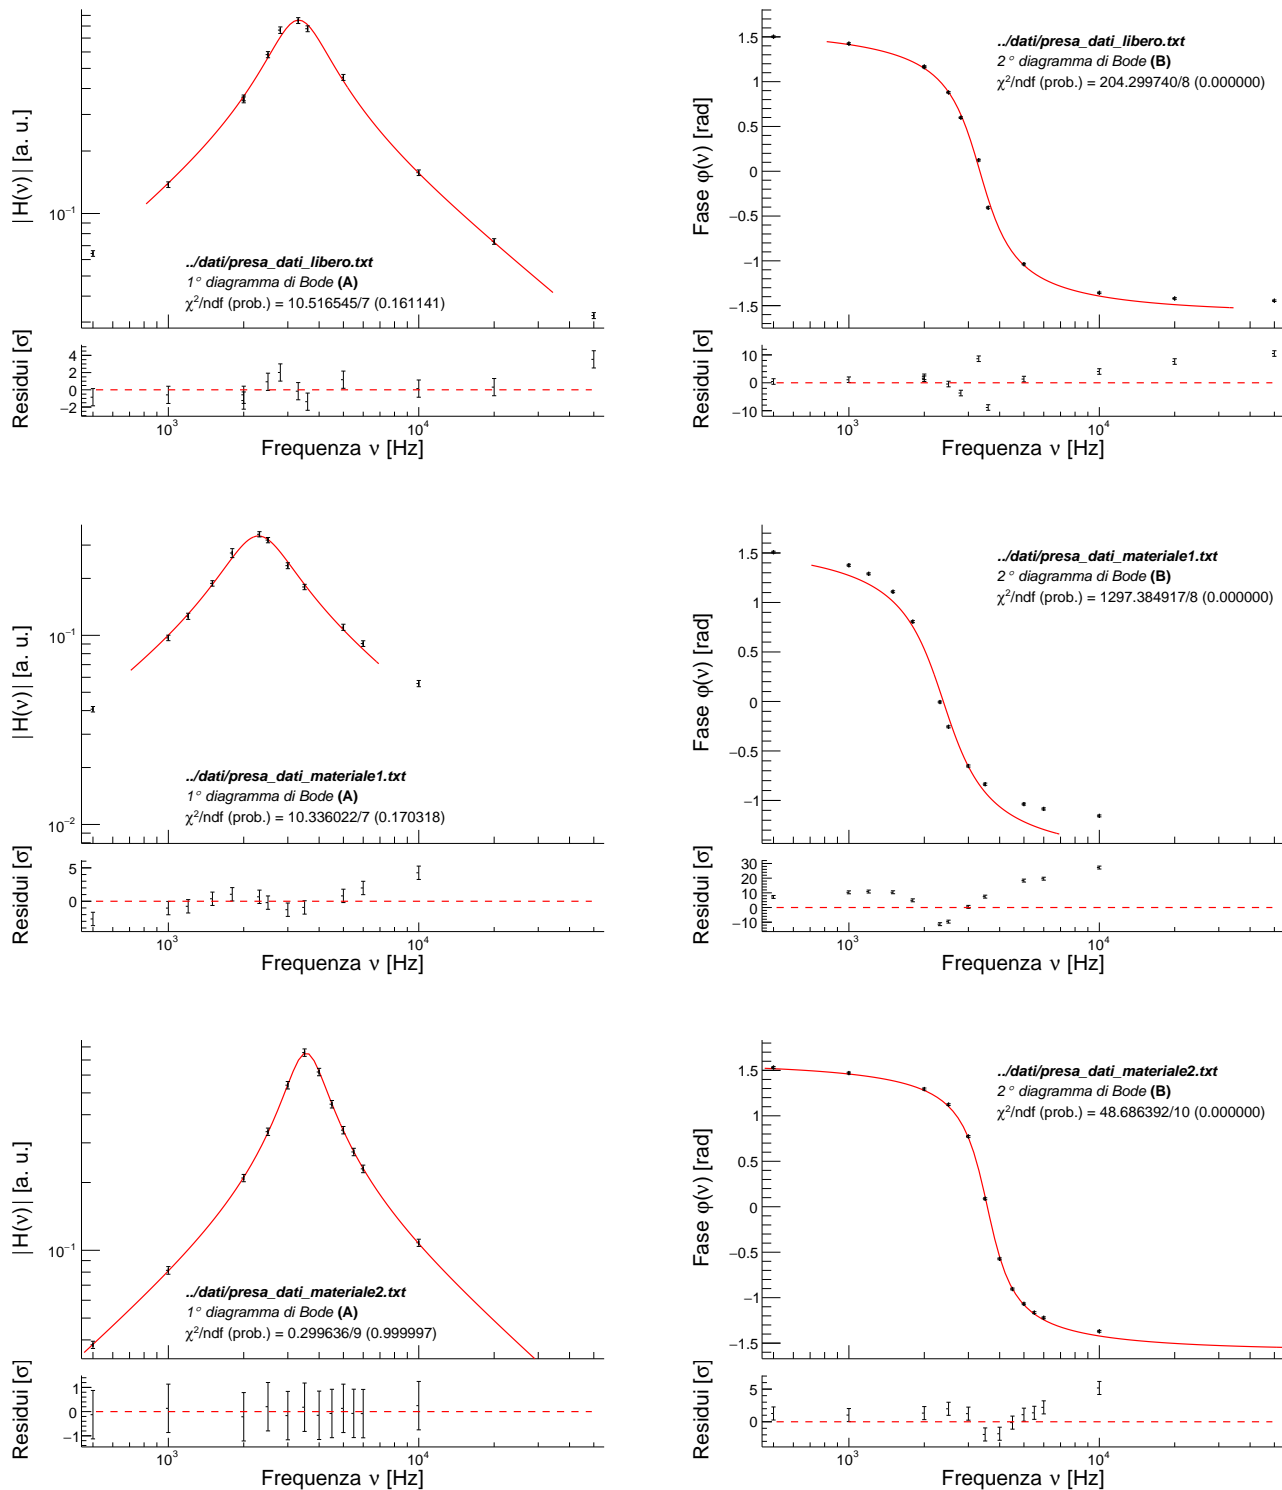 |H(ν)| [a. u.]
10⁻¹
../dati/presa_dati_libero.txt
1° diagramma di Bode (A)
χ²/ndf (prob.) = 10.516545/7 (0.161141)
Residui [σ]
4
2
0
−2
10³
10⁴
Frequenza ν [Hz]
Fase φ(ν) [rad]
1.5
1
0.5
0
−0.5
−1
−1.5
../dati/presa_dati_libero.txt
2° diagramma di Bode (B)
χ²/ndf (prob.) = 204.299740/8 (0.000000)
Residui [σ]
10
0
−10
10³
10⁴
Frequenza ν [Hz]
|H(ν)| [a. u.]
10⁻¹
10⁻²
../dati/presa_dati_materiale1.txt
1° diagramma di Bode (A)
χ²/ndf (prob.) = 10.336022/7 (0.170318)
Residui [σ]
5
0
10³
10⁴
Frequenza ν [Hz]
Fase φ(ν) [rad]
1.5
1
0.5
0
−0.5
−1
../dati/presa_dati_materiale1.txt
2° diagramma di Bode (B)
χ²/ndf (prob.) = 1297.384917/8 (0.000000)
Residui [σ]
30
20
10
0
−10
10³
10⁴
Frequenza ν [Hz]
|H(ν)| [a. u.]
10⁻¹
../dati/presa_dati_materiale2.txt
1° diagramma di Bode (A)
χ²/ndf (prob.) = 0.299636/9 (0.999997)
Residui [σ]
1
0
−1
10³
10⁴
Frequenza ν [Hz]
Fase φ(ν) [rad]
1.5
1
0.5
0
−0.5
−1
−1.5
../dati/presa_dati_materiale2.txt
2° diagramma di Bode (B)
χ²/ndf (prob.) = 48.686392/10 (0.000000)
Residui [σ]
5
0
10³
10⁴
Frequenza ν [Hz]